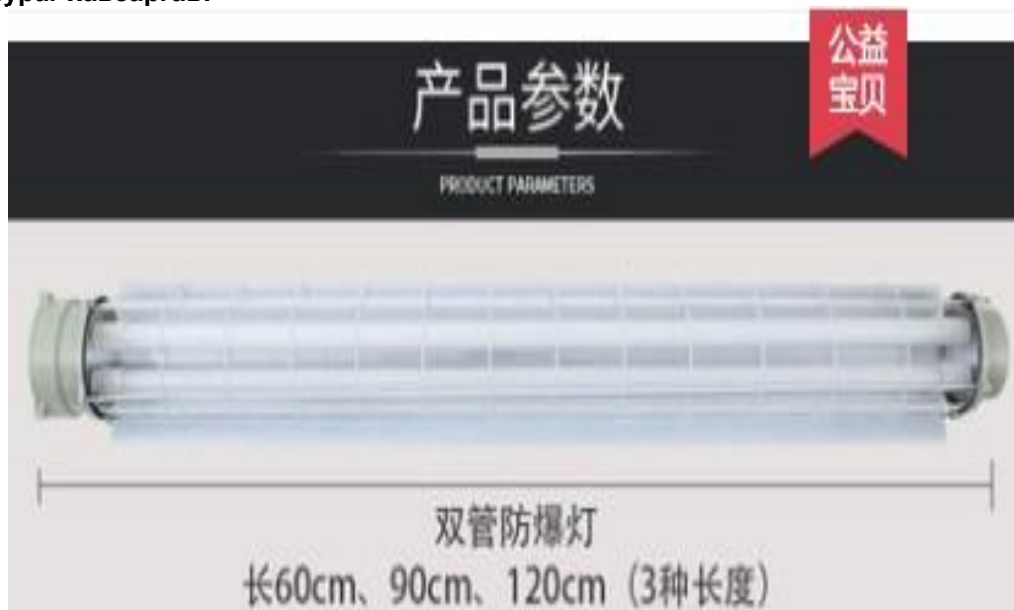 公益
宝贝
产品参数
PRODUCT PARAMETERS
双管防爆灯
长60cm、90cm、120cm（3种长度）